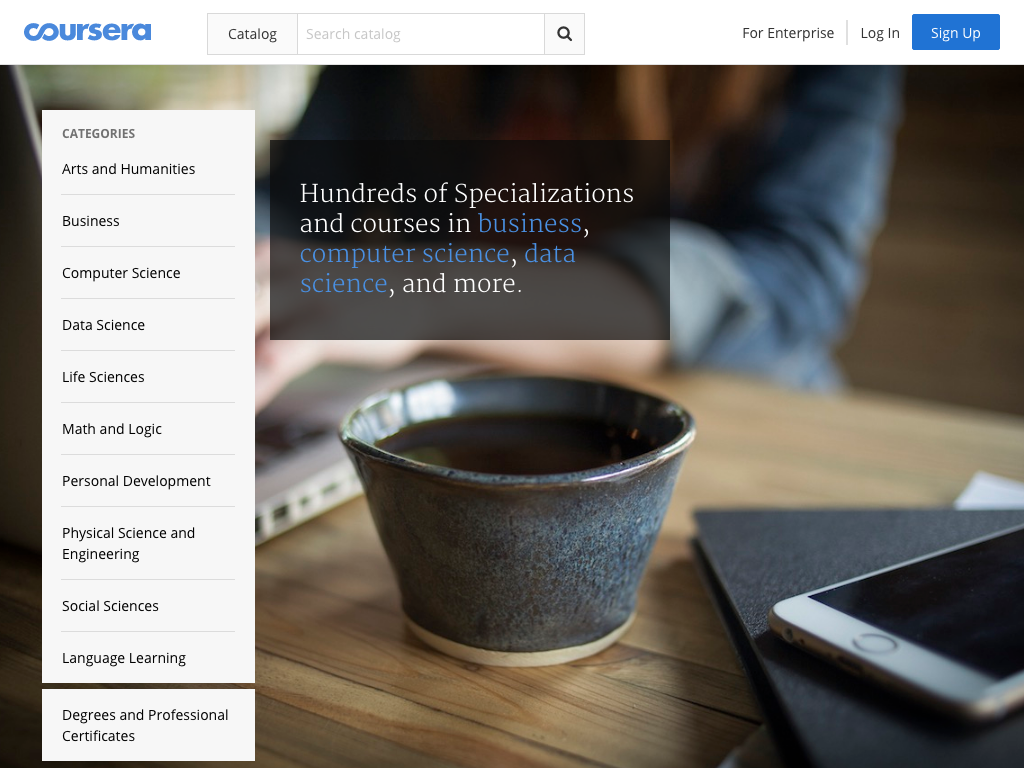 coursera
Catalog
Search catalog
For Enterprise
Log In
Sign Up
CATEGORIES
Arts and Humanities
Business
Computer Science
Data Science
Life Sciences
Math and Logic
Personal Development
Physical Science and
Engineering
Social Sciences
Language Learning
Degrees and Professional
Certificates
Hundreds of Specializations
and courses in business,
computer science, data
science, and more.